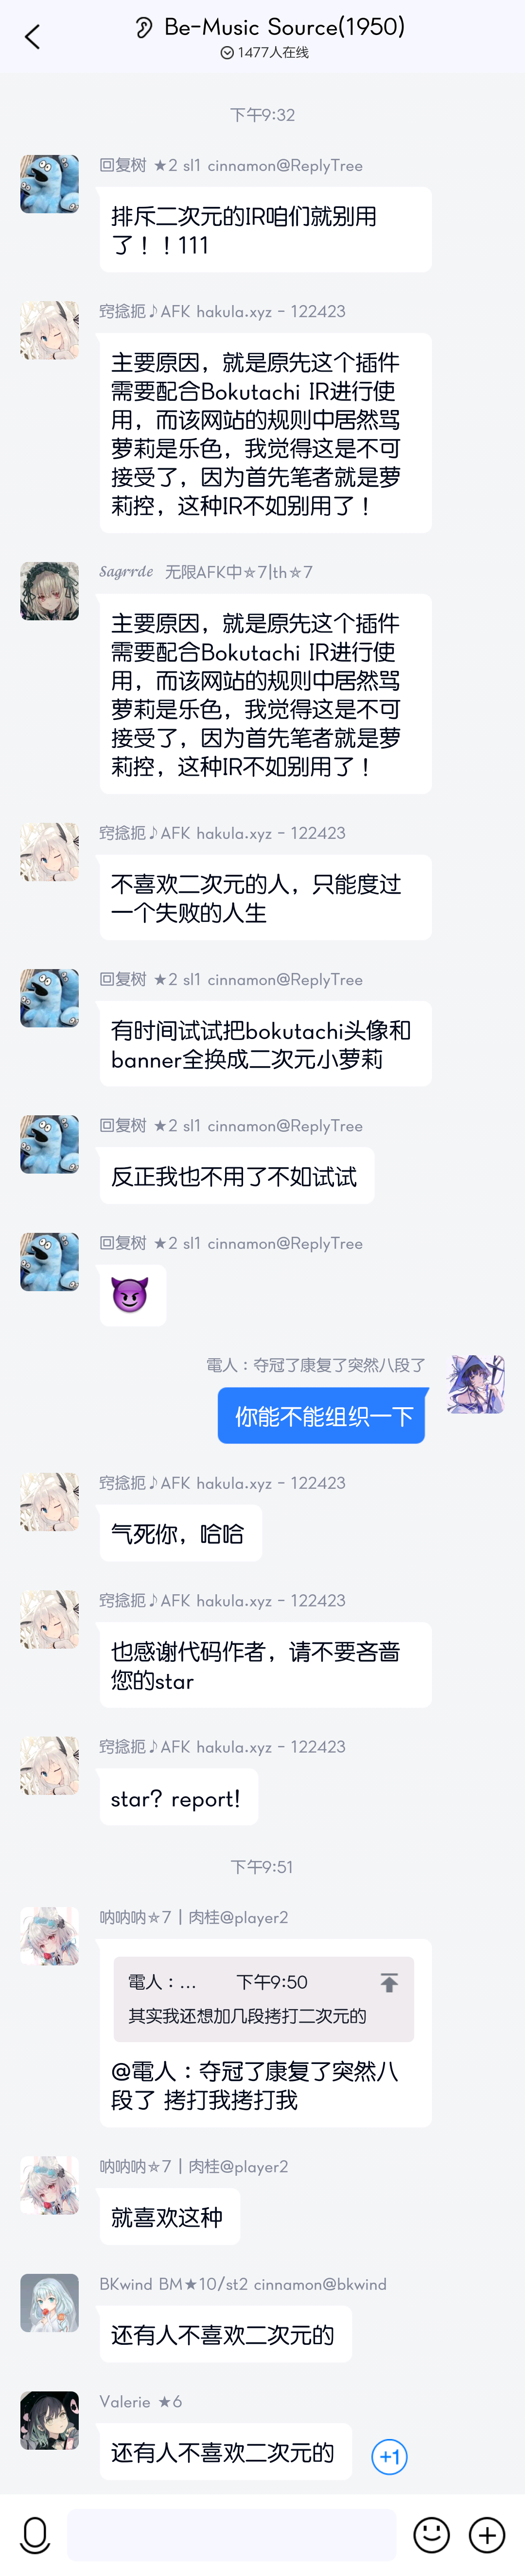 Be-Music Source(1950)
1477人在线
下午9:32
回复树 ★2 sl1 cinnamon@ReplyTree
排斥二次元的IR咱们就别用
了！！111
窍捻扼♪AFK hakula.xyz - 122423
主要原因，就是原先这个插件
需要配合Bokutachi IR进行使
用，而该网站的规则中居然骂
萝莉是乐色，我觉得这是不可
接受了，因为首先笔者就是萝
莉控，这种IR不如别用了！
Sagrrde 无限AFK中☆7|th☆7
主要原因，就是原先这个插件
需要配合Bokutachi IR进行使
用，而该网站的规则中居然骂
萝莉是乐色，我觉得这是不可
接受了，因为首先笔者就是萝
莉控，这种IR不如别用了！
窍捻扼♪AFK hakula.xyz - 122423
不喜欢二次元的人，只能度过
一个失败的人生
回复树 ★2 sl1 cinnamon@ReplyTree
有时间试试把bokutachi头像和
banner全换成二次元小萝莉
回复树 ★2 sl1 cinnamon@ReplyTree
反正我也不用了不如试试
回复树 ★2 sl1 cinnamon@ReplyTree
😈
電人：夺冠了康复了突然八段了
你能不能组织一下
窍捻扼♪AFK hakula.xyz - 122423
气死你，哈哈
窍捻扼♪AFK hakula.xyz - 122423
也感谢代码作者，请不要吝啬
您的star
窍捻扼♪AFK hakula.xyz - 122423
star? report!
下午9:51
呐呐呐☆7 | 肉桂@player2
電人：... 下午9:50
其实我还想加几段拷打二次元的
@電人：夺冠了康复了突然八
段了 拷打我拷打我
呐呐呐☆7 | 肉桂@player2
就喜欢这种
BKwind BM★10/st2 cinnamon@bkwind
还有人不喜欢二次元的
Valerie ★6
还有人不喜欢二次元的
+1